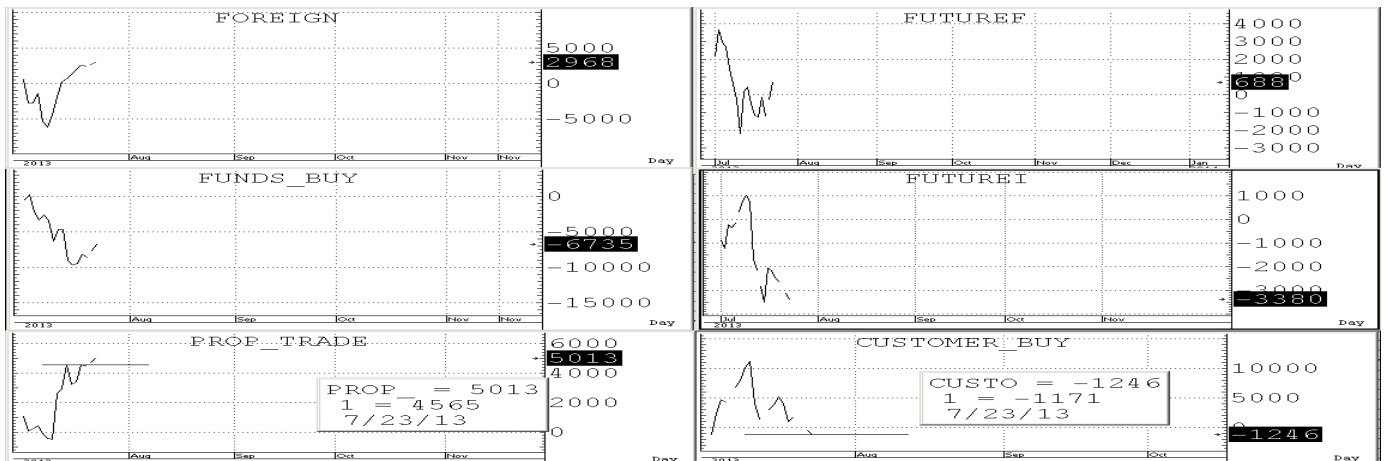 FOREIGN
5000
2968
0
-5000
2013
Aug
Sep
Oct
Nov
Nov
Day
FUTUREF
4000
3000
2000
688
0
-1000
-2000
-3000
Jul
Aug
Sep
Oct
Nov
Dec
Jan
Day
FUNDS_BUY
0
-5000
-6735
-10000
-15000
2013
Aug
Sep
Oct
Nov
Day
FUTUREI
1000
0
-1000
-2000
-3000
-3380
Jul
Aug
Sep
Oct
Nov
2013
Day
PROP_TRADE
6000
5013
4000
2000
0
PROP_ = 5013
1 = 4565
7/23/13
2013
Aug
Sep
Oct
Nov
Day
CUSTOMER_BUY
10000
5000
-1246
CUSTO = -1246
1 = -1171
7/23/13
2013
Aug
Sep
Oct
Day